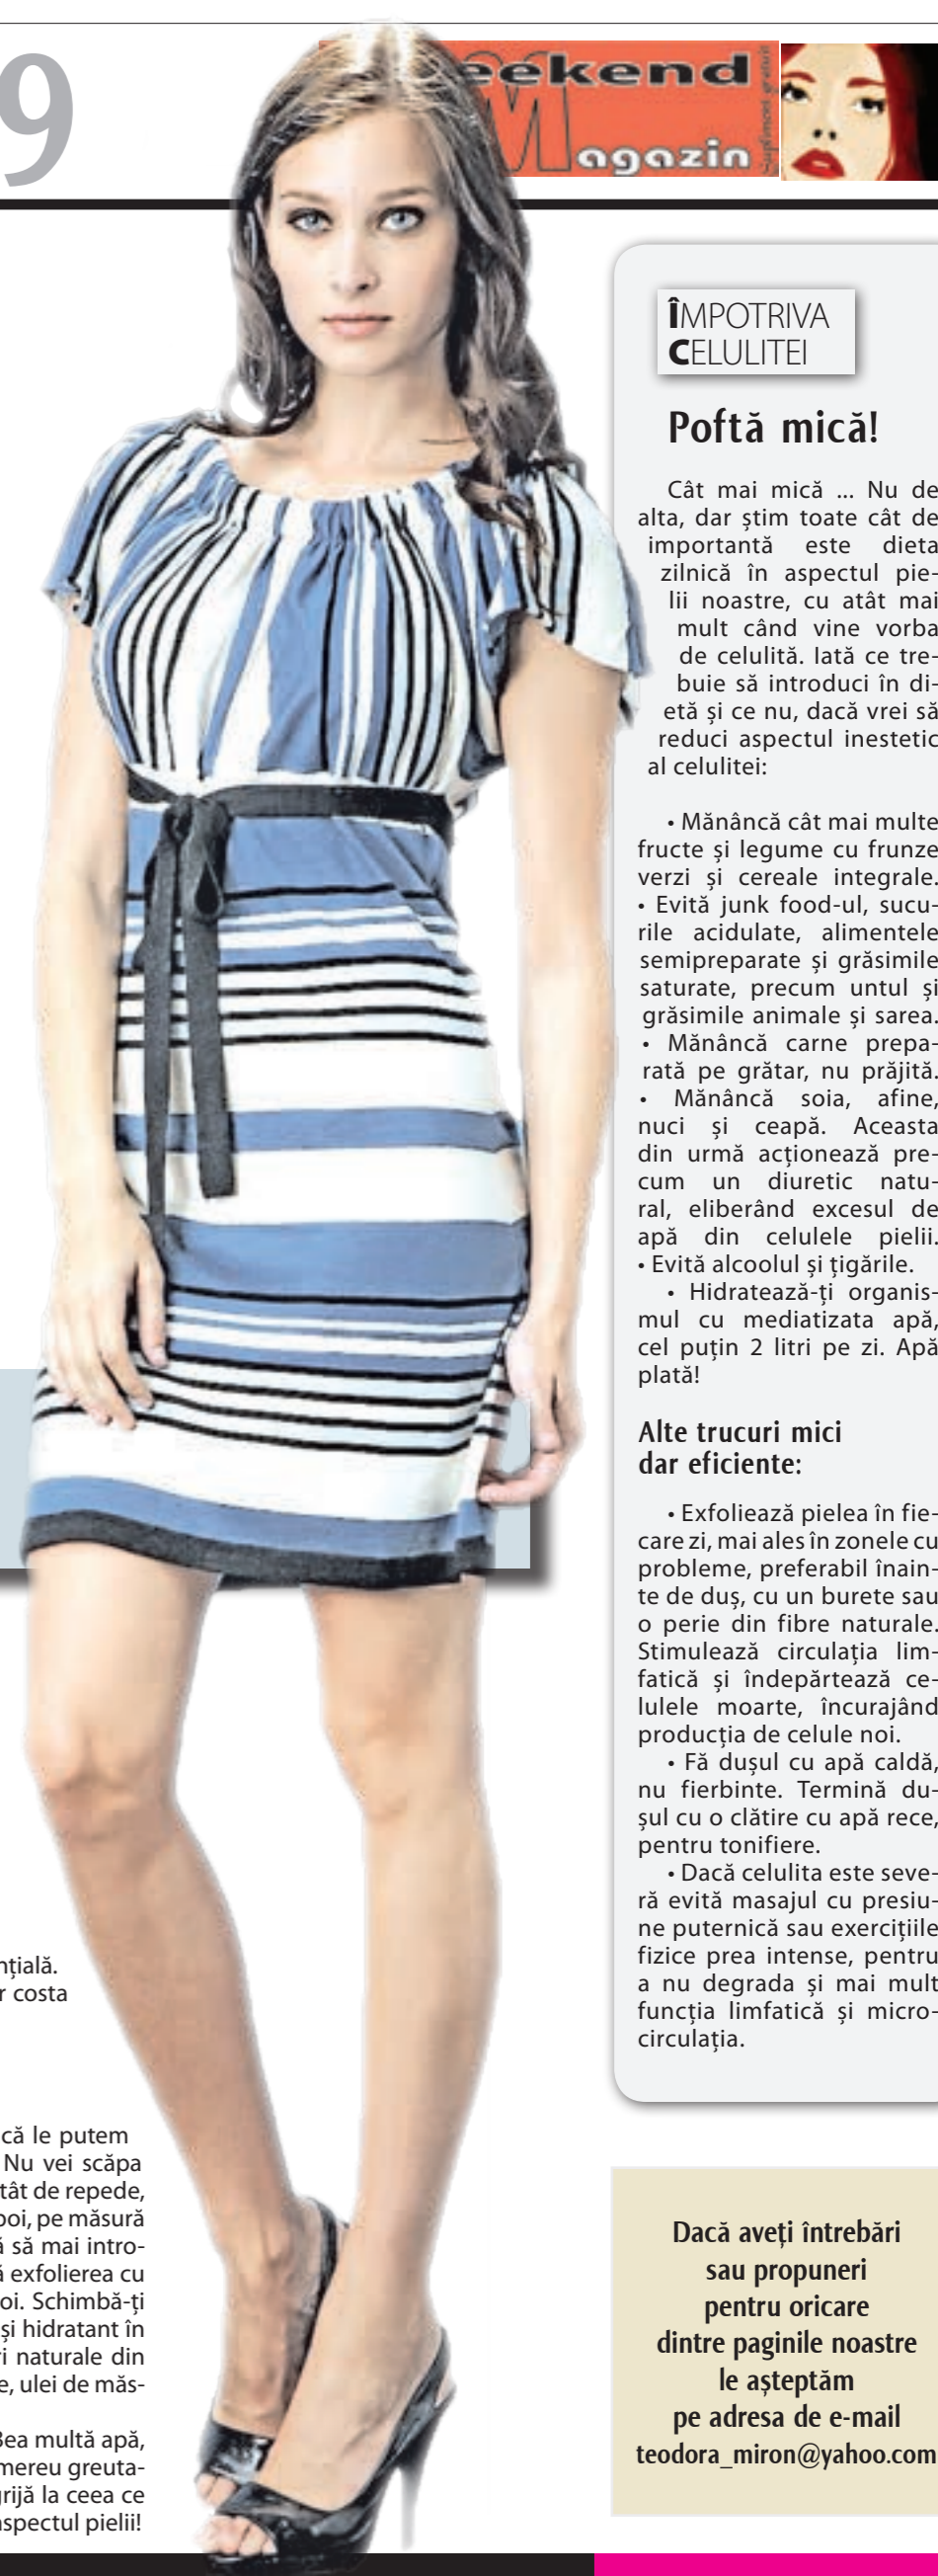 9
eekend
Magazin
Supliment gratuit
ÎMPOTRIVA
CELULITEI
Poftă mică!
Cât mai mică ... Nu de
alta, dar știm toate cât de
importantă este dieta
zilnică în aspectul pie-
lii noastre, cu atât mai
mult când vine vorba
de celulită. Iată ce tre-
buie să introduci în di-
etă și ce nu, dacă vrei să
reduci aspectul inestetic
al celulitei:
• Mănâncă cât mai multe
fructe și legume cu frunze
verzi și cereale integrale.
• Evită junk food-ul, sucu-
rile acidulate, alimentele
semipreparate și grăsimile
saturate, precum untul și
grăsimile animale și sarea.
• Mănâncă carne prepa-
rată pe grătar, nu prăjită.
• Mănâncă soia, afine,
nuci și ceapă. Aceasta
din urmă acționează pre-
cum un diuretic natu-
ral, eliberând excesul de
apă din celulele pielii.
• Evită alcoolul și țigările.
• Hidratează-ți organis-
mul cu mediatizata apă,
cel puțin 2 litri pe zi. Apă
plată!
Alte trucuri mici
dar eficiente:
• Exfoliează pielea în fie-
care zi, mai ales în zonele cu
probleme, preferabil înain-
te de duș, cu un burete sau
o perie din fibre naturale.
Stimulează circulația lim-
fatică și îndepărtează ce-
lulele moarte, încurajând
producția de celule noi.
• Fă dușul cu apă caldă,
nu fierbinte. Termină du-
șul cu o clătire cu apă rece,
pentru tonifiere.
• Dacă celulita este seve-
ră evită masajul cu presiu-
ne puternică sau exercițiile
fizice prea intense, pentru
a nu degrada și mai mult
funcția limfatică și micro-
circulația.
nțială.
r costa
că le putem
Nu vei scăpa
tât de repede,
poi, pe măsură
ă să mai intro-
ă exfolierea cu
oi. Schimbă-ți
și hidratant în
ri naturale din
e, ulei de măs-
Bea multă apă,
mereu greuta-
grijă la ceea ce
aspectul pielii!
Dacă aveți întrebări
sau propuneri
pentru oricare
dintre paginile noastre
le așteptăm
pe adresa de e-mail
teodora_miron@yahoo.com